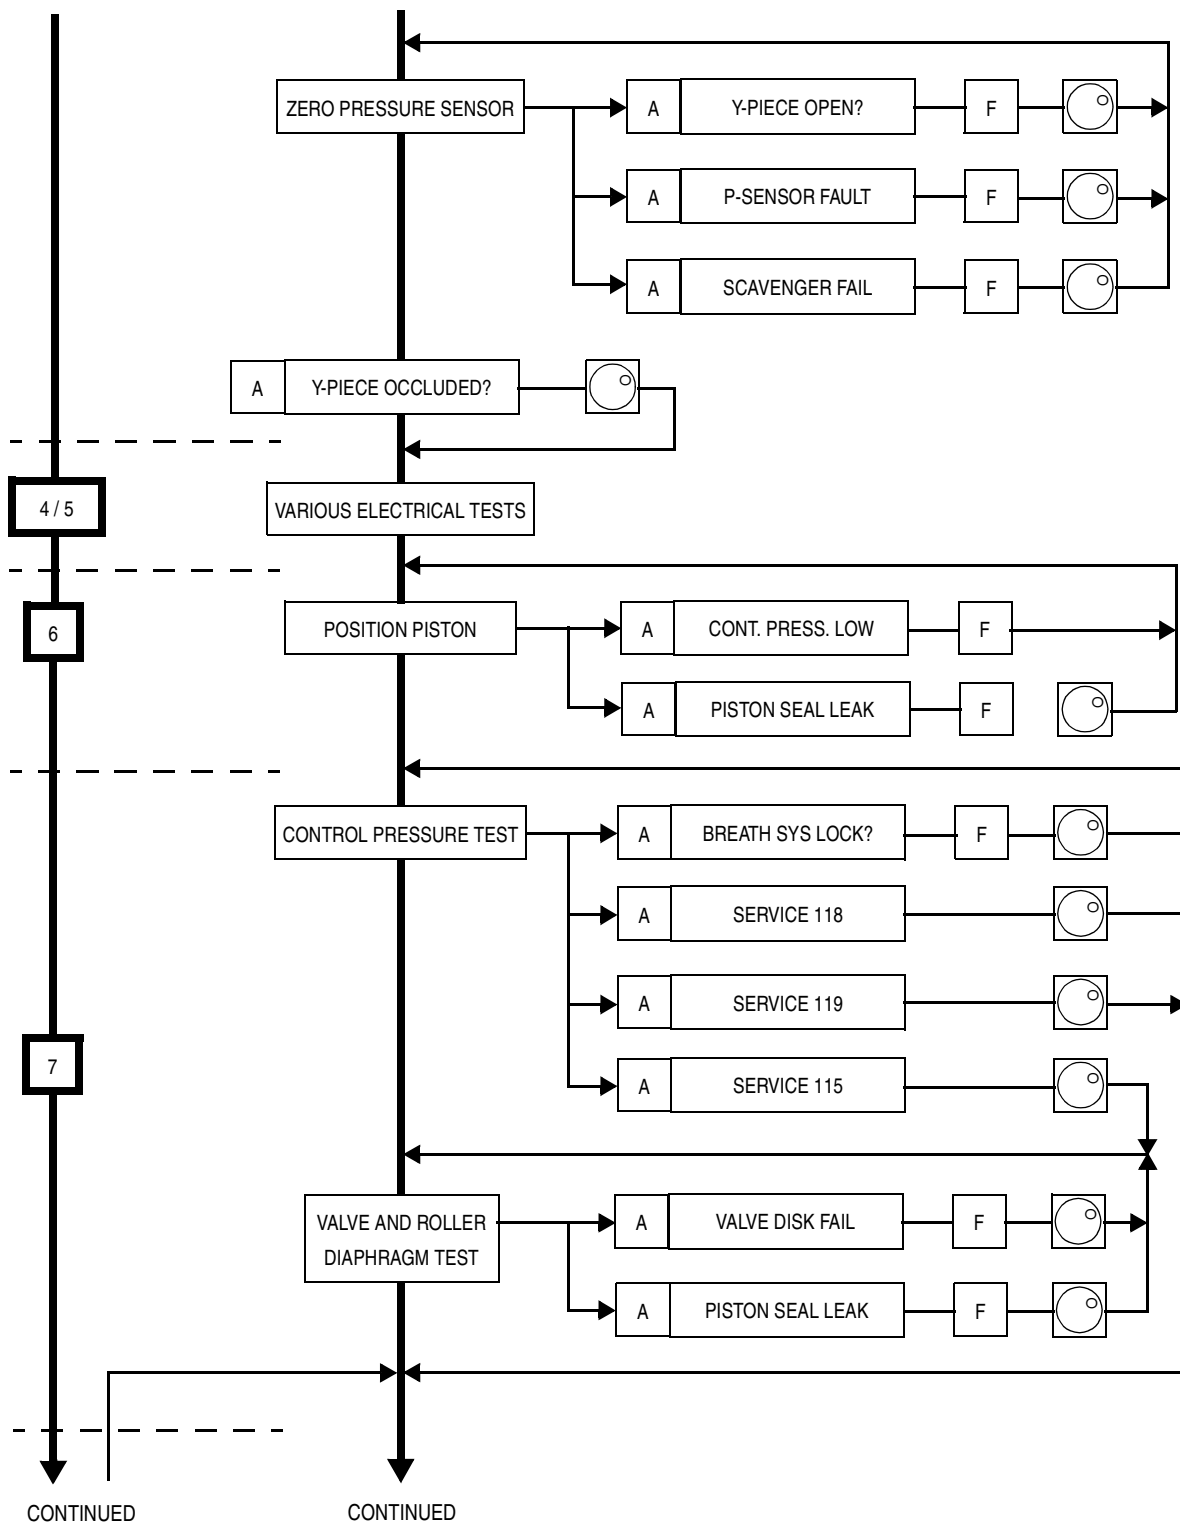 ZERO PRESSURE SENSOR
A
Y-PIECE OPEN?
F
A
P-SENSOR FAULT
F
A
SCAVENGER FAIL
F
A
Y-PIECE OCCLUDED?
4 / 5
VARIOUS ELECTRICAL TESTS
6
POSITION PISTON
A
CONT. PRESS. LOW
F
A
PISTON SEAL LEAK
F
CONTROL PRESSURE TEST
A
BREATH SYS LOCK?
F
A
SERVICE 118
A
SERVICE 119
7
A
SERVICE 115
VALVE AND ROLLER
DIAPHRAGM TEST
A
VALVE DISK FAIL
F
A
PISTON SEAL LEAK
F
CONTINUED
CONTINUED